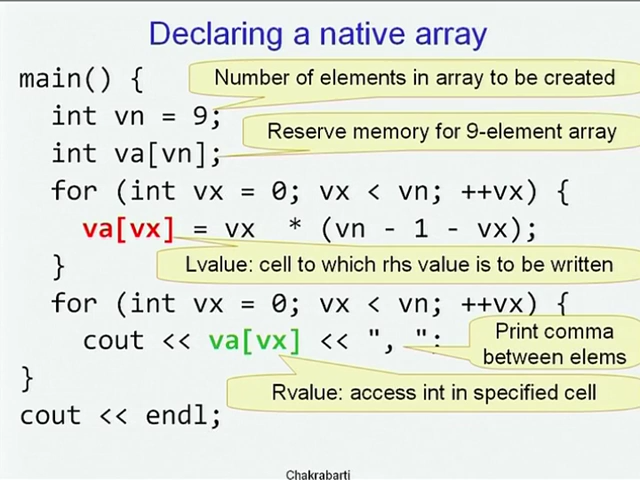 Declaring a native array
main() {
Number of elements in array to be created
int vn = 9;
Reserve memory for 9-element array
int va[vn];
for (int vx = 0; vx < vn; ++vx) {
va[vx] = vx * (vn - 1 - vx);
}
Lvalue: cell to which rhs value is to be written
for (int vx = 0; vx < vn; ++vx) {
cout << va[vx] << ", ";
Print comma
between elems
}
Rvalue: access int in specified cell
cout << endl;
Chakrabarti